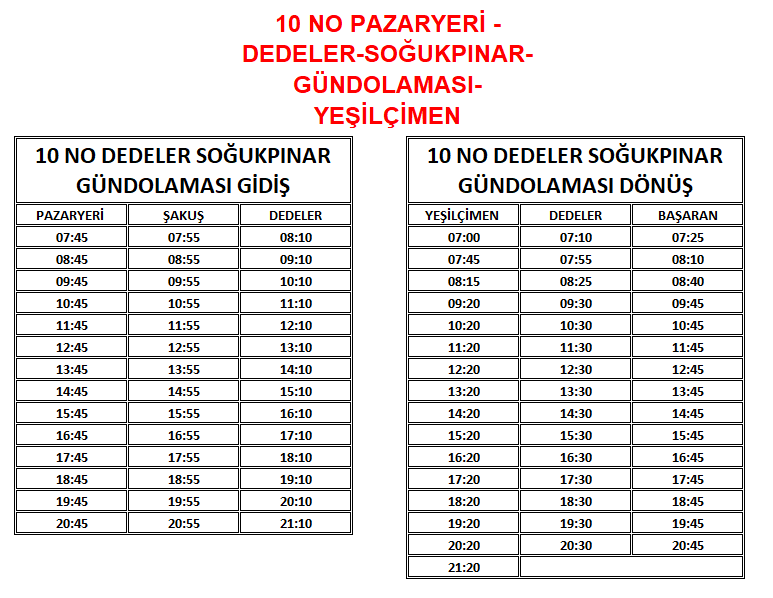 10 NO PAZARYERİ -
DEDELER-SOĞUKPINAR-
GÜNDOLAMASI-
YEŞİLÇİMEN
10 NO DEDELER SOĞUKPINAR
GÜNDOLAMASI GİDİŞ
PAZARYERİ ŞAKUŞ DEDELER
07:45 07:55 08:10
08:45 08:55 09:10
09:45 09:55 10:10
10:45 10:55 11:10
11:45 11:55 12:10
12:45 12:55 13:10
13:45 13:55 14:10
14:45 14:55 15:10
15:45 15:55 16:10
16:45 16:55 17:10
17:45 17:55 18:10
18:45 18:55 19:10
19:45 19:55 20:10
20:45 20:55 21:10
10 NO DEDELER SOĞUKPINAR
GÜNDOLAMASI DÖNÜŞ
YEŞİLÇİMEN DEDELER BAŞARAN
07:00 07:10 07:25
07:45 07:55 08:10
08:15 08:25 08:40
09:20 09:30 09:45
10:20 10:30 10:45
11:20 11:30 11:45
12:20 12:30 12:45
13:20 13:30 13:45
14:20 14:30 14:45
15:20 15:30 15:45
16:20 16:30 16:45
17:20 17:30 17:45
18:20 18:30 18:45
19:20 19:30 19:45
20:20 20:30 20:45
21:20